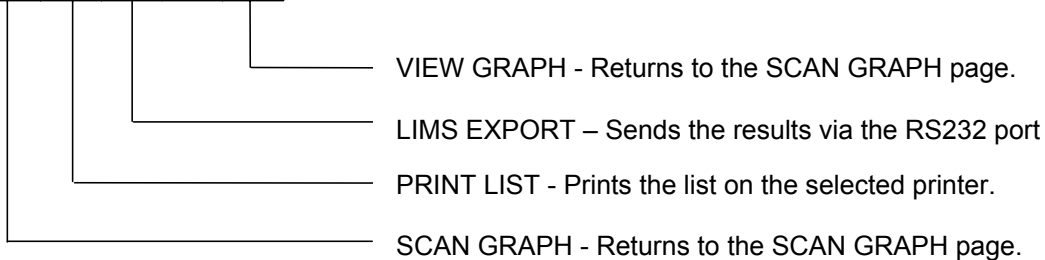 VIEW GRAPH - Returns to the SCAN GRAPH page.
LIMS EXPORT – Sends the results via the RS232 port
PRINT LIST - Prints the list on the selected printer.
SCAN GRAPH - Returns to the SCAN GRAPH page.